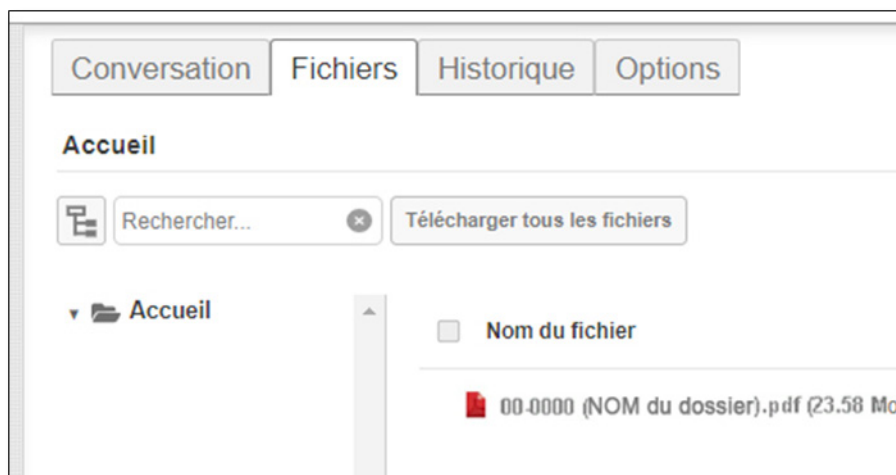 Conversation Fichiers Historique Options
Accueil
Rechercher... Télécharger tous les fichiers
Accueil
Nom du fichier
00-0000 (NOM du dossier).pdf (23.58 Mo